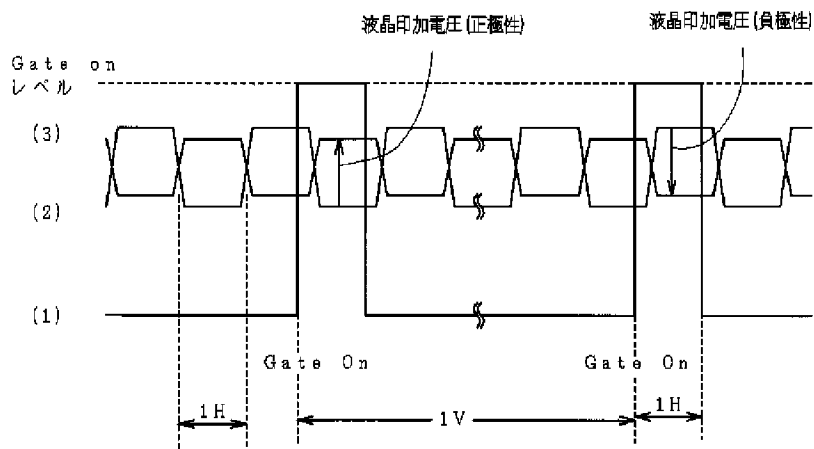 液晶印加電圧(正極性)
液晶印加電圧(負極性)
Gate on
レベル
(3)
(2)
(1)
Gate On
Gate On
1H
1V
1H